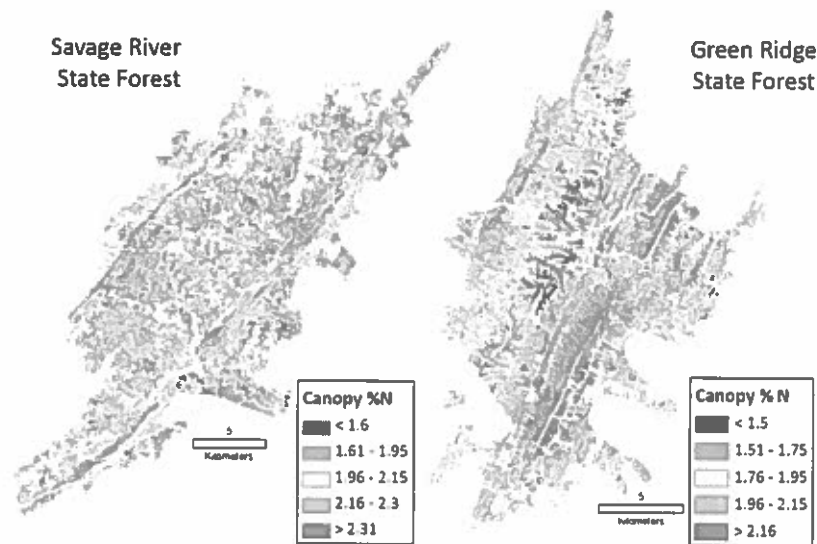 Savage River
State Forest
Green Ridge
State Forest
Canopy %N
< 1.6
1.61 - 1.95
1.96 - 2.15
2.16 - 2.3
> 2.31
5
Kilometers
Canopy % N
< 1.5
1.51 - 1.75
1.76 - 1.95
1.96 - 2.15
> 2.16
5
Kilometers